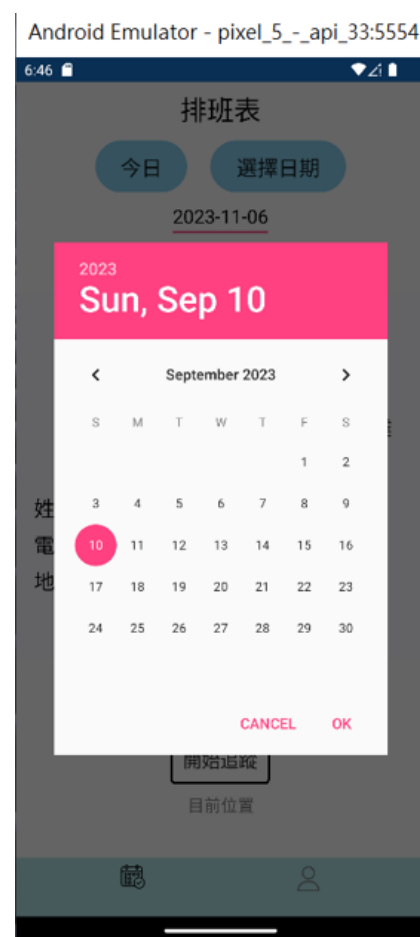 Android Emulator - pixel_5_-_api_33:5554
6:46
排班表
今日 選擇日期
2023-11-06
2023
Sun, Sep 10
September 2023
S M T W T F S
1 2
3 4 5 6 7 8 9
10 11 12 13 14 15 16
17 18 19 20 21 22 23
24 25 26 27 28 29 30
姓
電
地
CANCEL OK
開始追蹤
目前位置